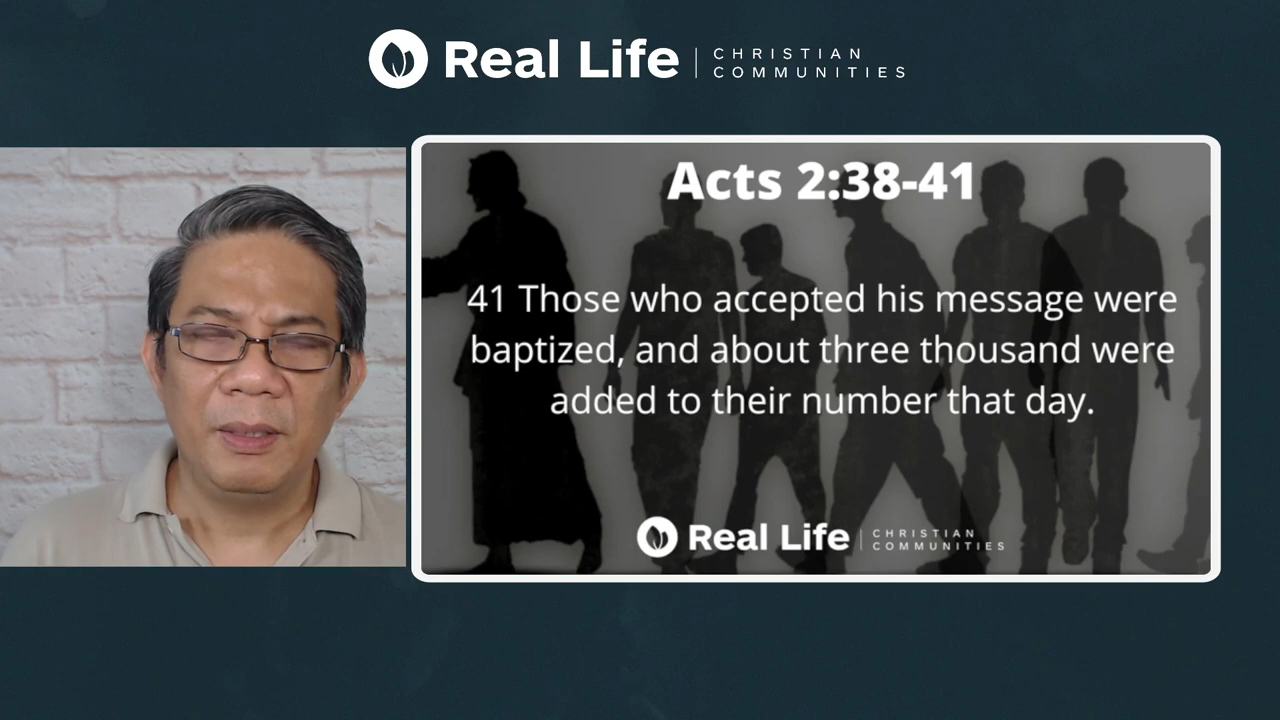 Real Life CHRISTIAN
COMMUNITIES
Acts 2:38-41
41 Those who accepted his message were
baptized, and about three thousand were
added to their number that day.
Real Life CHRISTIAN
COMMUNITIES